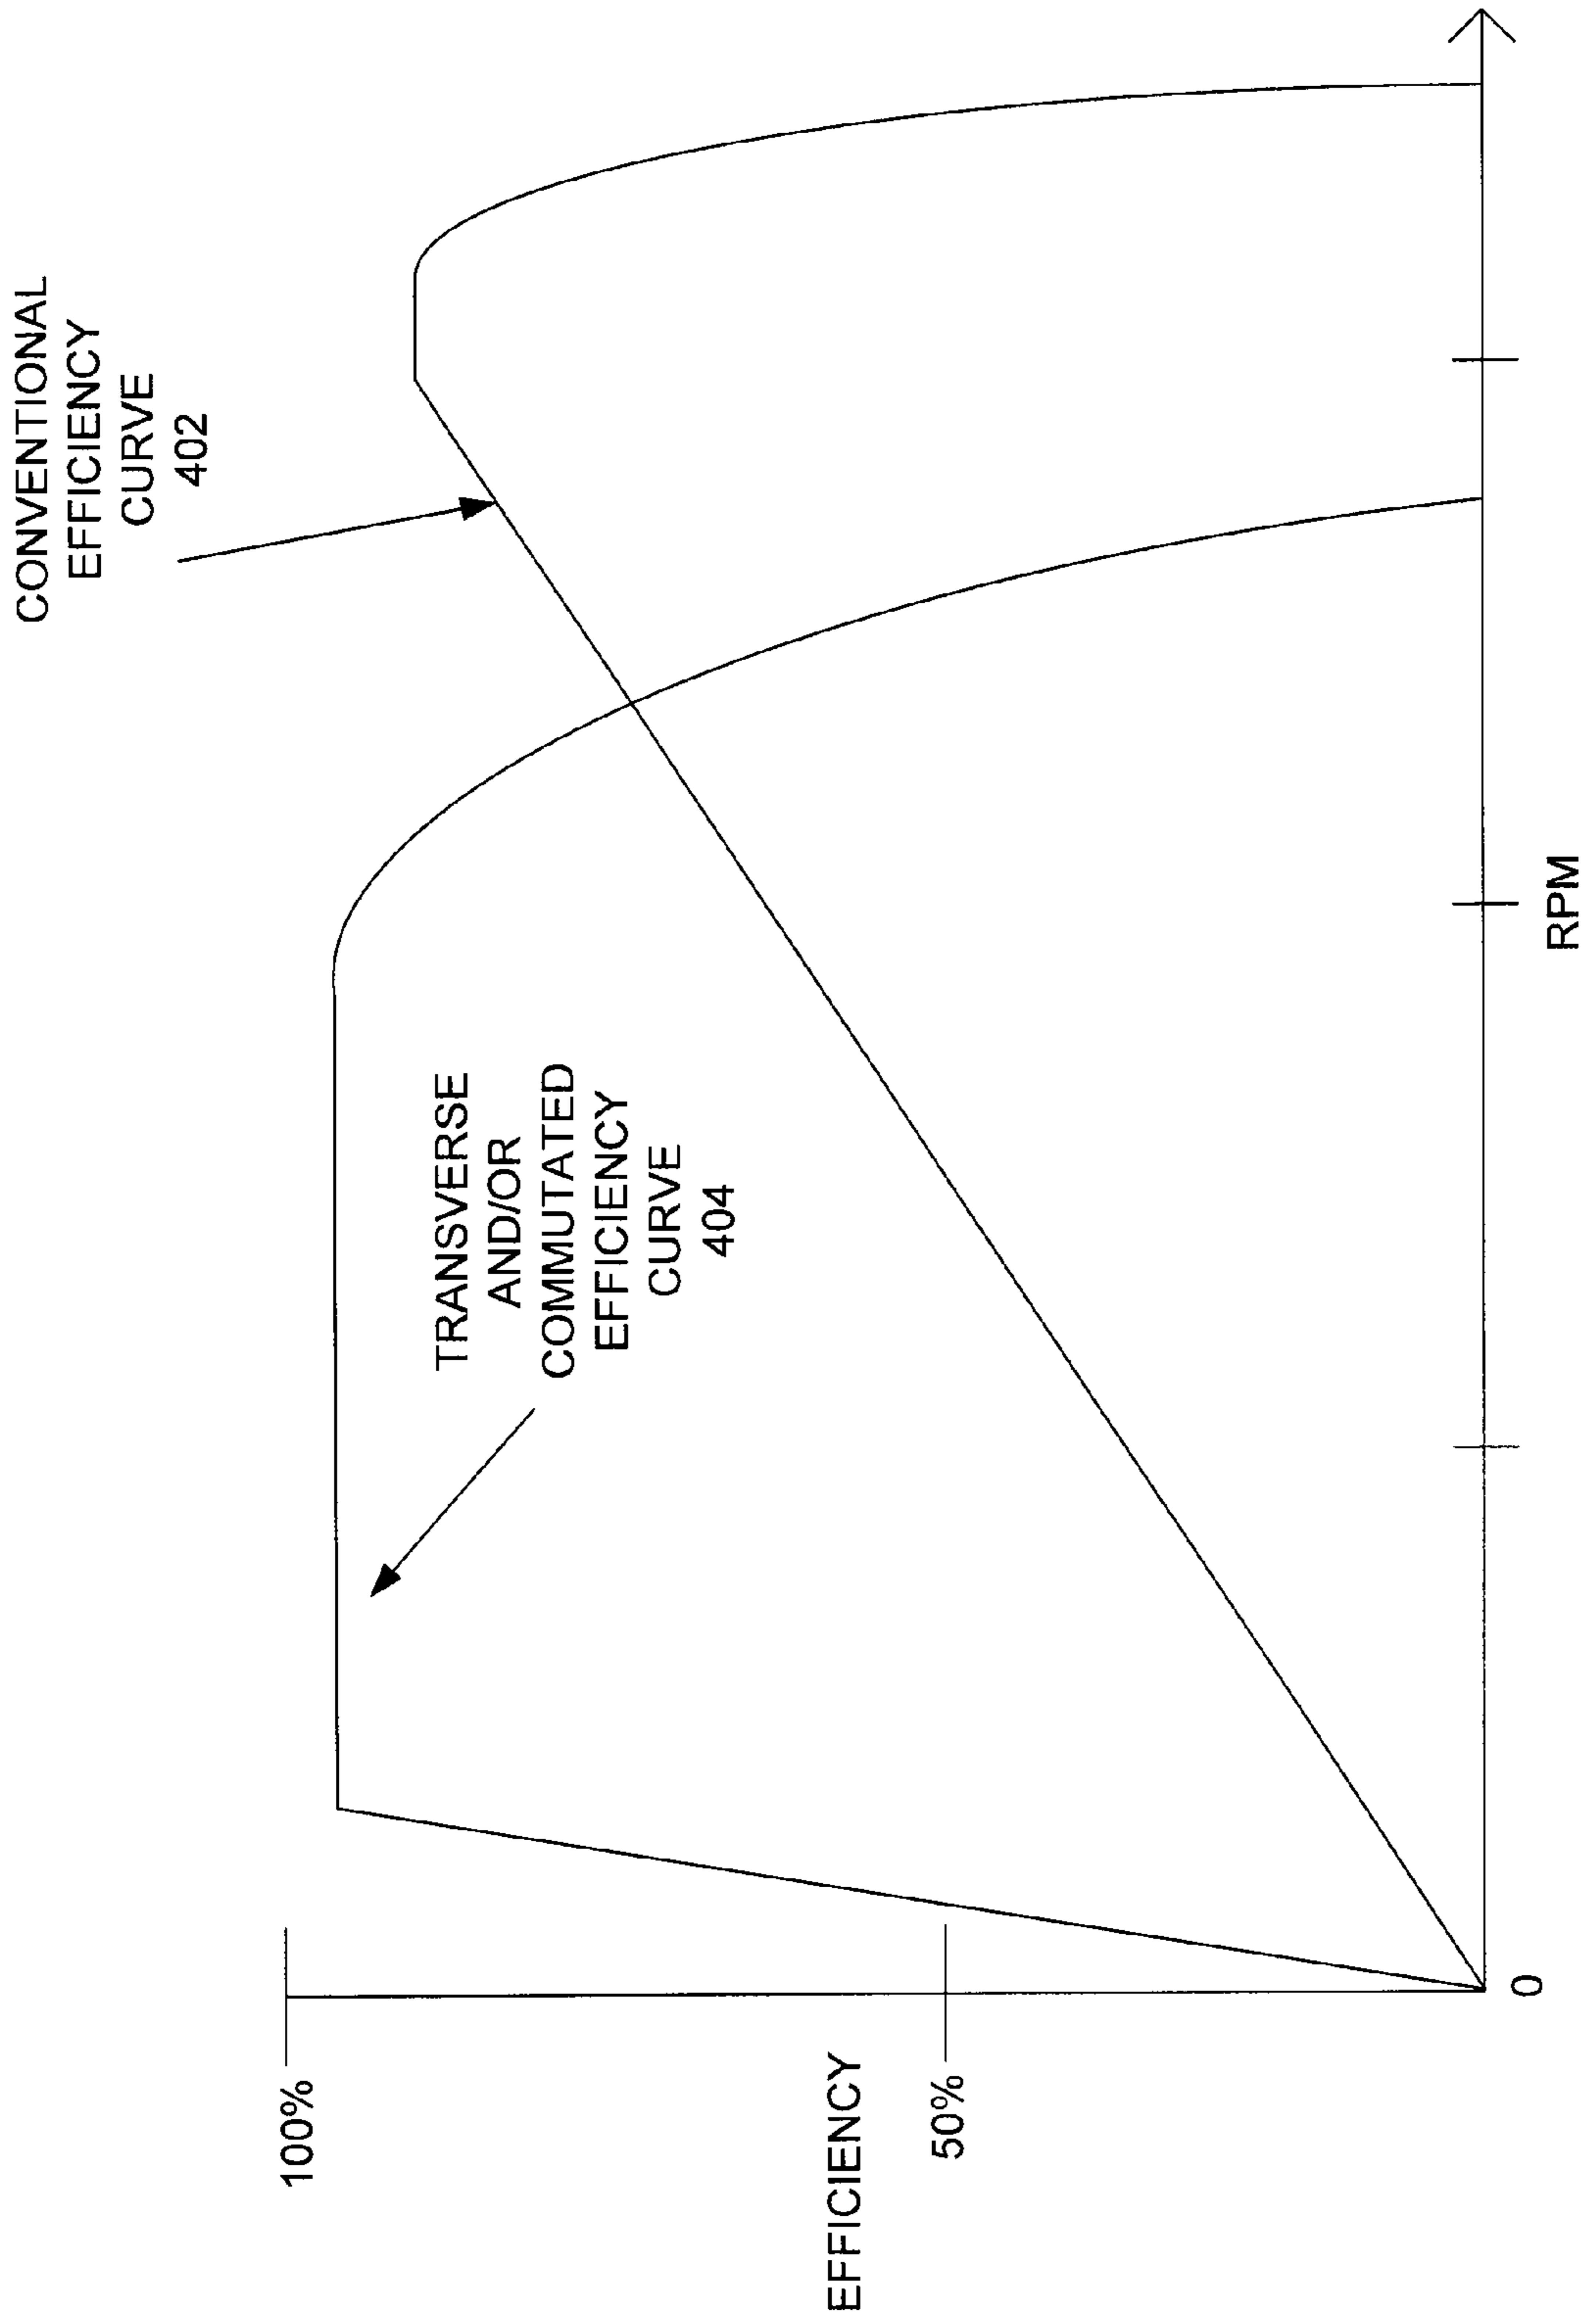 CONVENTIONAL
EFFICIENCY
CURVE
402
100%
TRANSVERSE
AND/OR
COMMUTATED
EFFICIENCY
CURVE
404
EFFICIENCY
50%
0
RPM